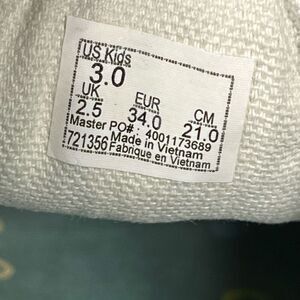 US Kids
3.0
UK EUR CM
2.5 34.0 21.0
Master PO# : 4001173689
Made in Vietnam
721356 Fabrique en Vietnam